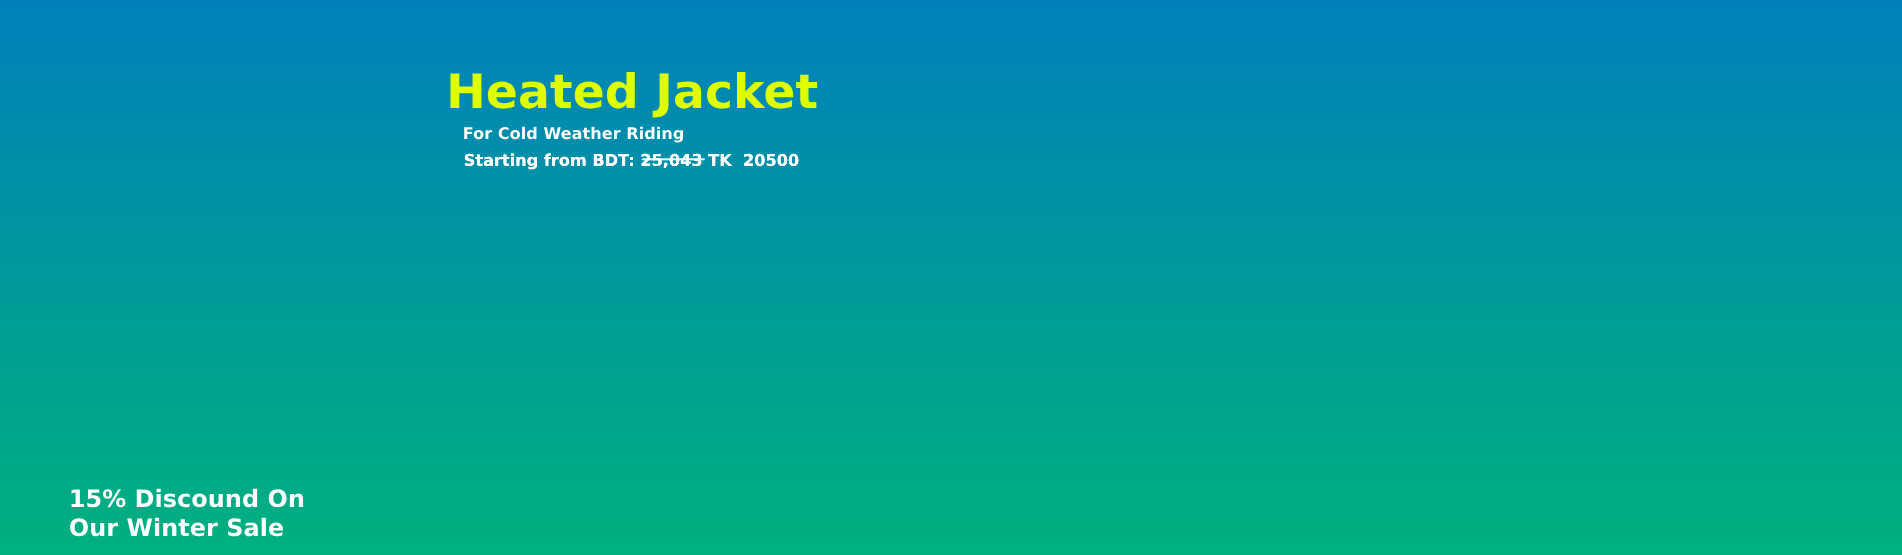 Heated Jacket
For Cold Weather Riding
Starting from BDT: 25,043 TK 20500
15% Discound On
Our Winter Sale